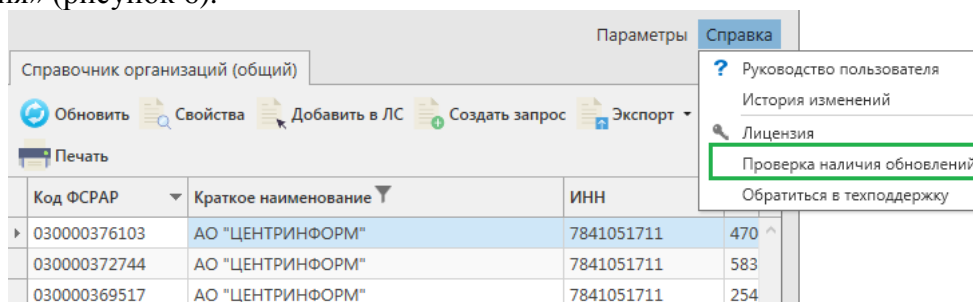 (рисунок 6).
Параметры Справка
Справочник организаций (общий)
? Руководство пользователя
Обновить Свойства Добавить в ЛС Создать запрос Экспорт
История изменений
Лицензия
Печать
Проверка наличия обновлений
Код ФСРАР Краткое наименование ИНН
Обратиться в техподдержку
030000376103 АО "ЦЕНТРИНФОРМ" 7841051711 470
030000372744 АО "ЦЕНТРИНФОРМ" 7841051711 583
030000369517 АО "ЦЕНТРИНФОРМ" 7841051711 254